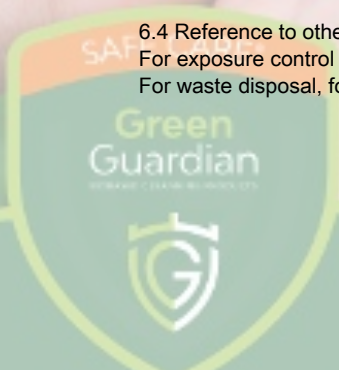 6.4 Reference to othe
For exposure control
For waste disposal, fo
SAFE CARE
Green
Guardian